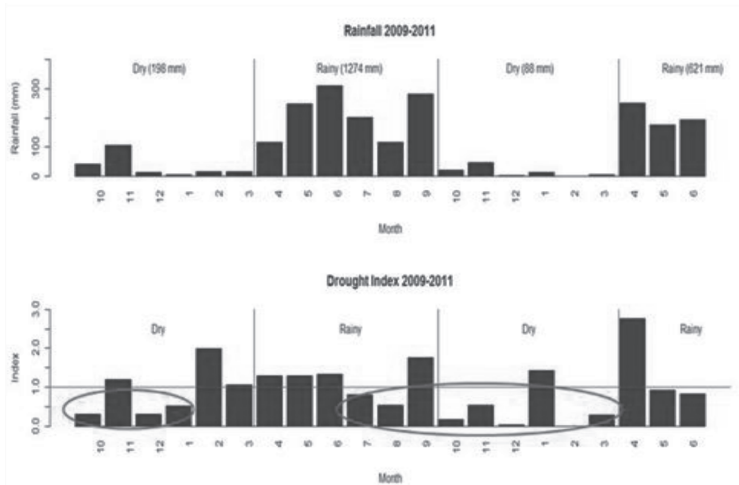 Rainfall 2009-2011
Dry (198 mm)
Rainy (1274 mm)
Dry (88 mm)
Rainy (621 mm)
Rainfall (mm)
300
100
0
10 11 12 1 2 3 4 5 6 7 8 9 10 11 12 1 2 3 4 5 6
Month
Drought Index 2009-2011
Dry
Rainy
Dry
Rainy
Index
3.0
2.0
1.0
0.0
10 11 12 1 2 3 4 5 6 7 8 9 10 11 12 1 2 3 4 5 6
Month